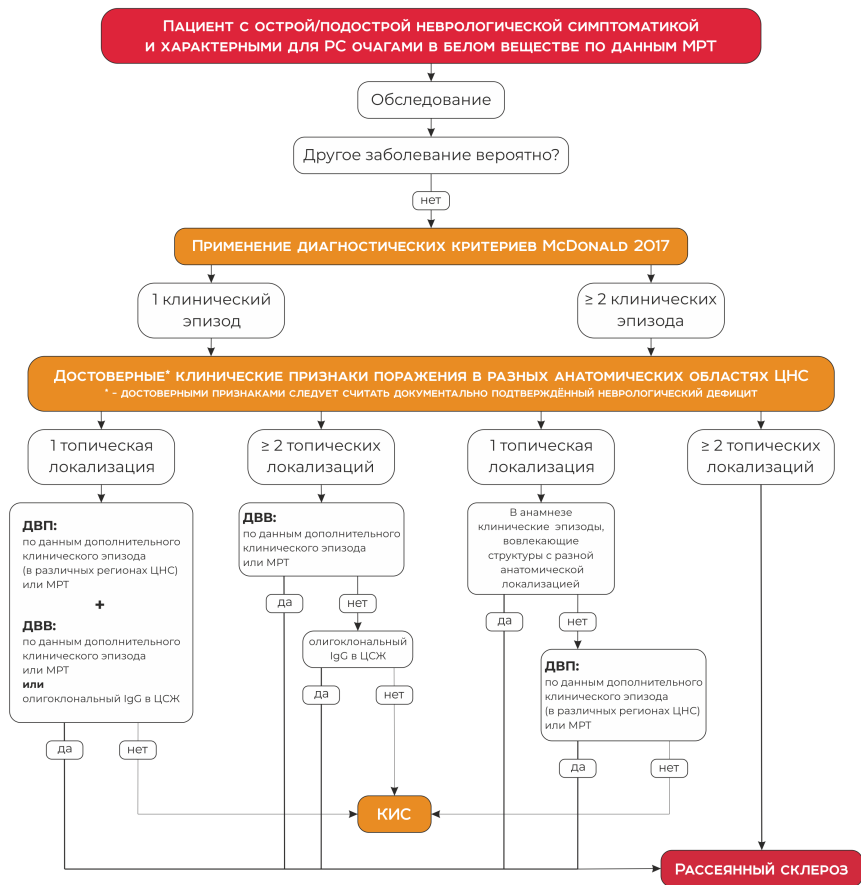 Пациент с острой/подострой неврологической симптоматикой
и характерными для РС очагами в белом веществе по данным МРТ
Обследование
Другое заболевание вероятно?
нет
Применение диагностических критериев McDonald 2017
1 клинический
эпизод
≥ 2 клинических
эпизода
Достоверные* клинические признаки поражения в разных анатомических областях ЦНС
* - достоверными признаками следует считать документально подтверждённый неврологический дефицит
1 топическая
локализация
≥ 2 топических
локализаций
1 топическая
локализация
≥ 2 топических
локализаций
ДВП:
по данным дополнительного
клинического эпизода
(в различных регионах ЦНС)
или МРТ
+
ДВВ:
по данным дополнительного
клинического эпизода
или МРТ
или
олигоклональный IgG в ЦСЖ
да
нет
ДВВ:
по данным дополнительного
клинического эпизода
или МРТ
да
нет
олигоклональный
IgG в ЦСЖ
да
нет
В анамнезе
клинические эпизоды,
вовлекающие
структуры с разной
анатомической
локализацией
да
нет
ДВП:
по данным дополнительного
клинического эпизода
(в различных регионах ЦНС)
или МРТ
да
нет
КИС
Рассеянный склероз